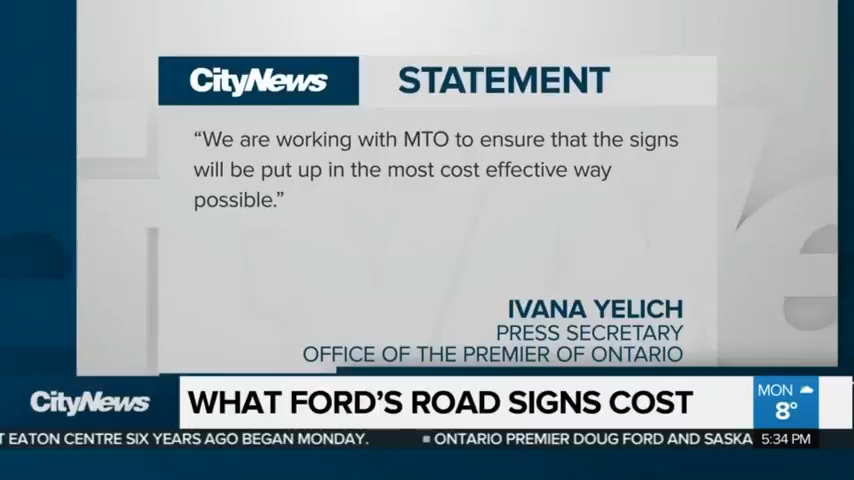 CityNews
STATEMENT
“We are working with MTO to ensure that the signs
will be put up in the most cost effective way
possible.”
IVANA YELICH
PRESS SECRETARY
OFFICE OF THE PREMIER OF ONTARIO
CityNews
WHAT FORD'S ROAD SIGNS COST
MON
8°
T EATON CENTRE SIX YEARS AGO BEGAN MONDAY.
ONTARIO PREMIER DOUG FORD AND SASKA
5:34 PM